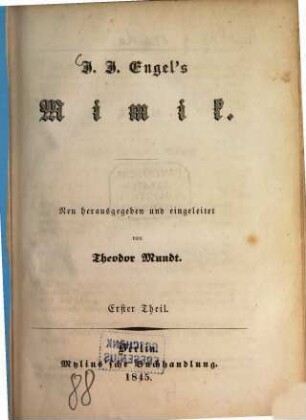 J. J. Engel's
Mimik.
Neu herausgegeben und eingeleitet
von
Theodor Mundt.
Erster Theil.
Berlin.
Mylius'sche Buchhandlung.
1845.
88